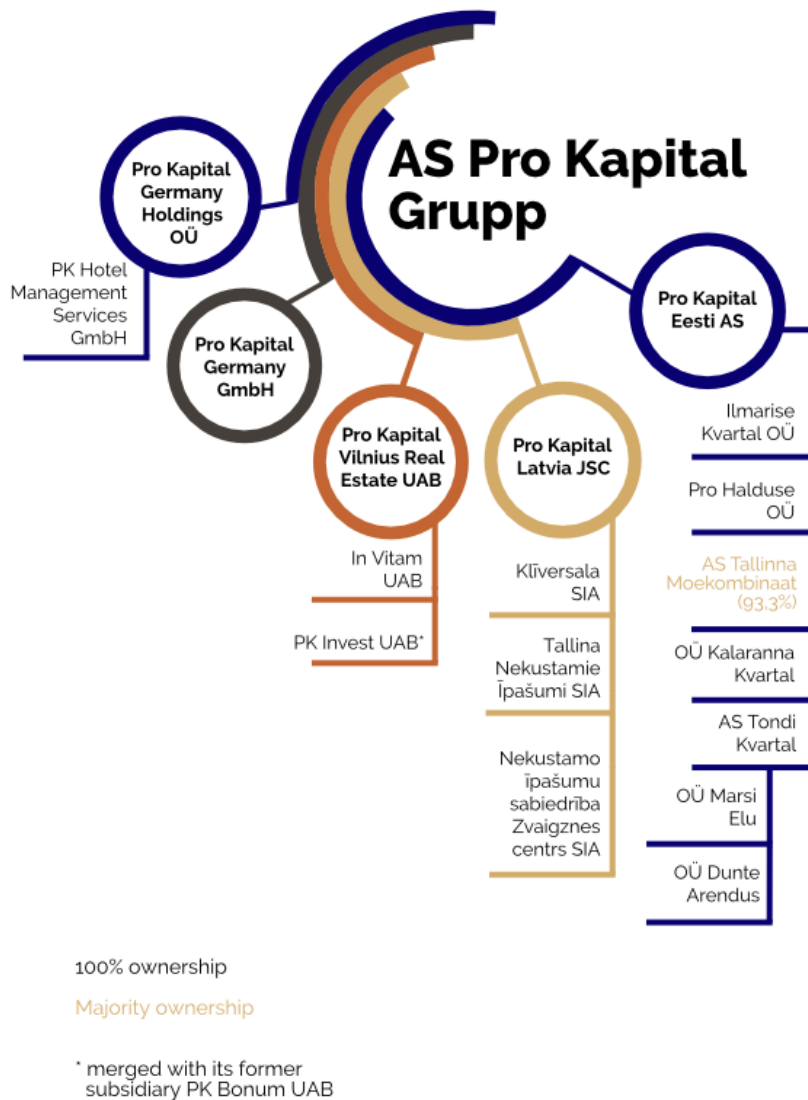 AS Pro Kapital
Grupp
Pro Kapital
Germany
Holdings
OÜ
PK Hotel
Management
Services
GmbH
Pro Kapital
Germany
GmbH
Pro Kapital
Vilnius Real
Estate UAB
In Vitam
UAB
PK Invest UAB*
Pro Kapital
Latvia JSC
Klīversala
SIA
Tallina
Nekustamie
Īpašumi SIA
Nekustamo
īpašumu
sabiedrība
Zvaigznes
centrs SIA
Pro Kapital
Eesti AS
Ilmarise
Kvartal OÜ
Pro Halduse
OÜ
AS Tallinna
Moekombinaat
(93,3%)
OÜ Kalaranna
Kvartal
AS Tondi
Kvartal
OÜ Marsi
Elu
OÜ Dunte
Arendus
100% ownership
Majority ownership
* merged with its former
subsidiary PK Bonum UAB